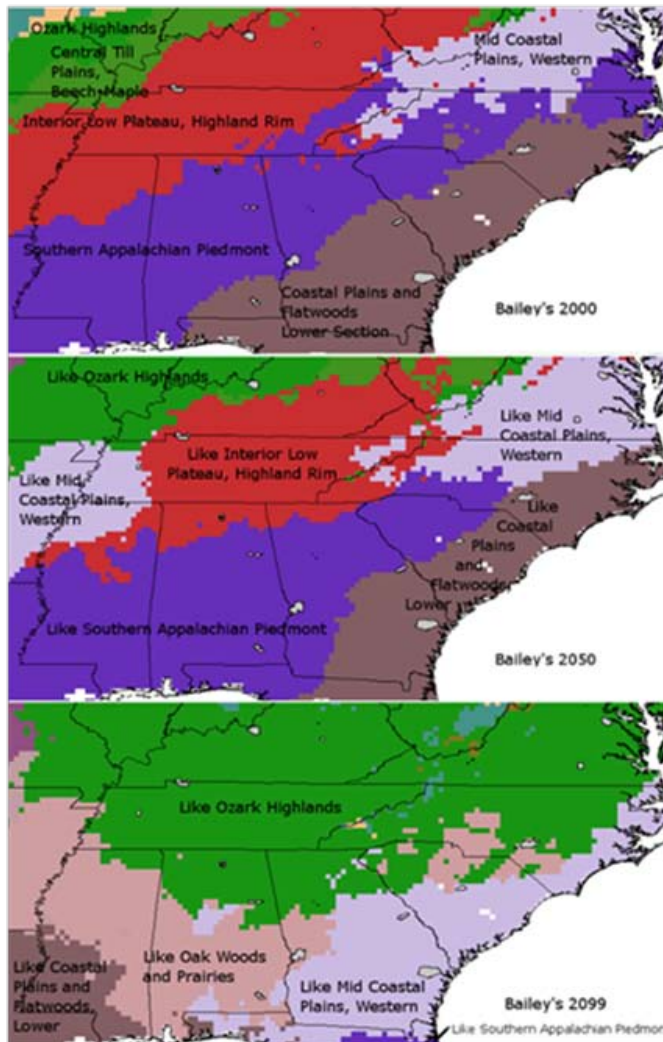 Ozark Highlands
Central Till
Plains,
Beech-Maple
Mid Coastal
Plains, Western
Interior Low Plateau, Highland Rim
Southern Appalachian Piedmont
Coastal Plains and
Flatwoods
Lower Section
Bailey's 2000
Like Ozark Highlands
Like Mid
Coastal Plains,
Western
Like Interior Low
Plateau, Highland Rim
Like Mid
Coastal Plains,
Western
Like
Coastal
Plains
and
Flatwoods,
Lower
Like Southern Appalachian Piedmont
Bailey's 2050
Like Ozark Highlands
Like Oak Woods
and Prairies
Like Coastal
Plains and
Flatwoods,
Lower
Like Mid Coastal
Plains, Western
Bailey's 2099
Like Southern Appalachian Piedmon